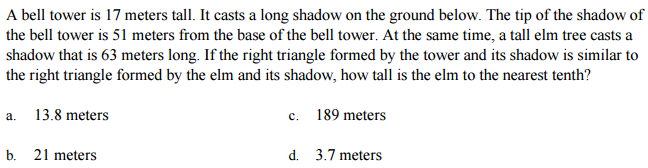 A bell tower is 17 meters tall. It casts a long shadow on the ground below. The tip of the shadow of
the bell tower is 51 meters from the base of the bell tower. At the same time, a tall elm tree casts a
shadow that is 63 meters long. If the right triangle formed by the tower and its shadow is similar to
the right triangle formed by the elm and its shadow, how tall is the elm to the nearest tenth?
a. 13.8 meters c. 189 meters
b. 21 meters d. 3.7 meters